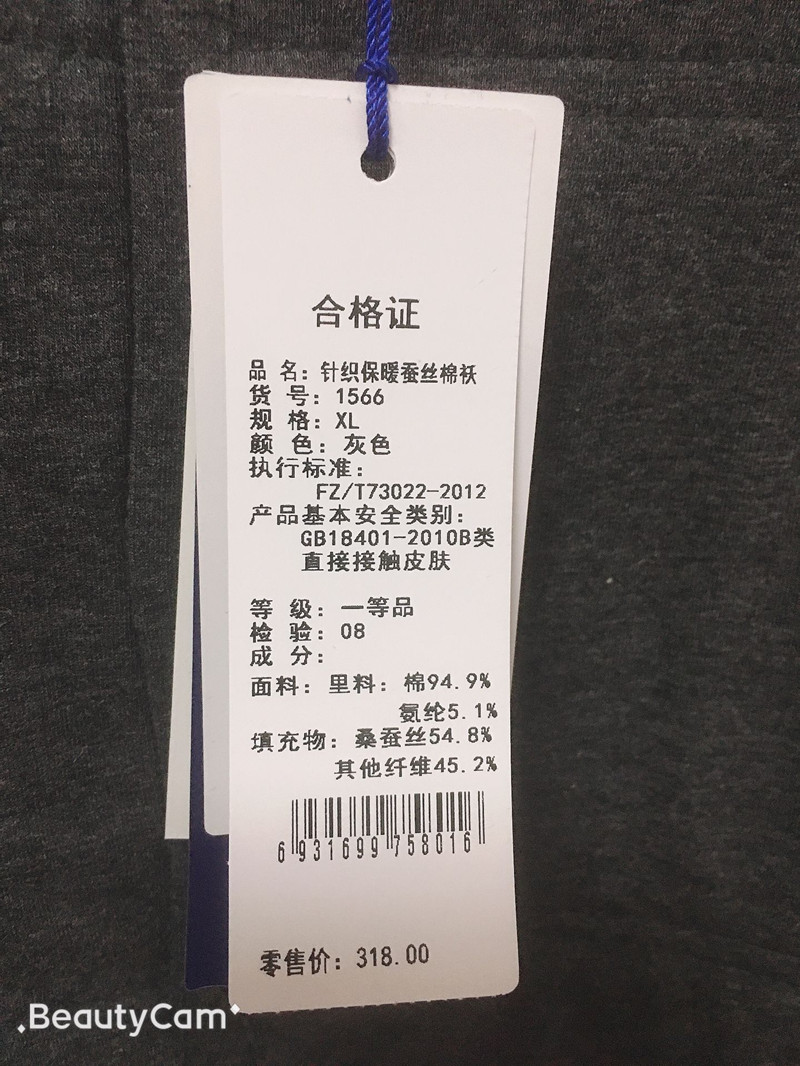 合格证
品 名：针织保暖蚕丝棉袄
货 号：1566
规 格：XL
颜 色：灰色
执行标准：
FZ/T73022-2012
产品基本安全类别：
GB18401-2010B类
直接接触皮肤
等 级：一等品
检 验：08
成 分：
面料：里料：棉94.9%
氨纶5.1%
填充物：桑蚕丝54.8%
其他纤维45.2%
6931699758016
零售价：318.00
BeautyCam